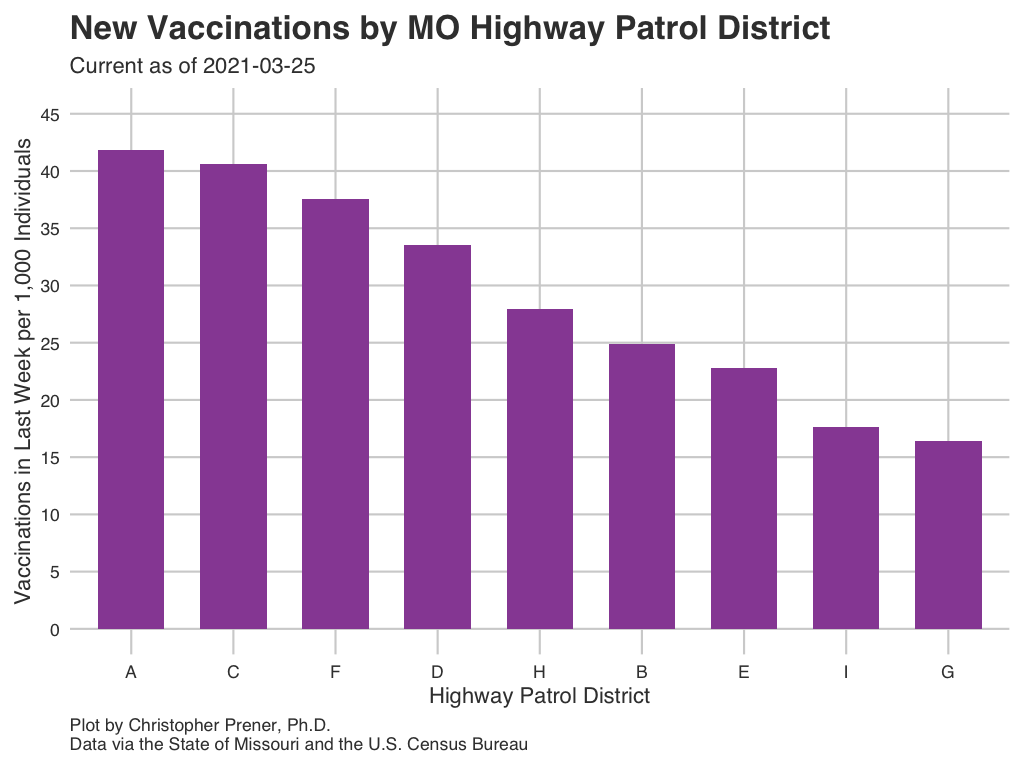 New Vaccinations by MO Highway Patrol District
Current as of 2021-03-25
Vaccinations in Last Week per 1,000 Individuals
45
40
35
30
25
20
15
10
5
0
A C F D H B E I G
Highway Patrol District
Plot by Christopher Prener, Ph.D.
Data via the State of Missouri and the U.S. Census Bureau